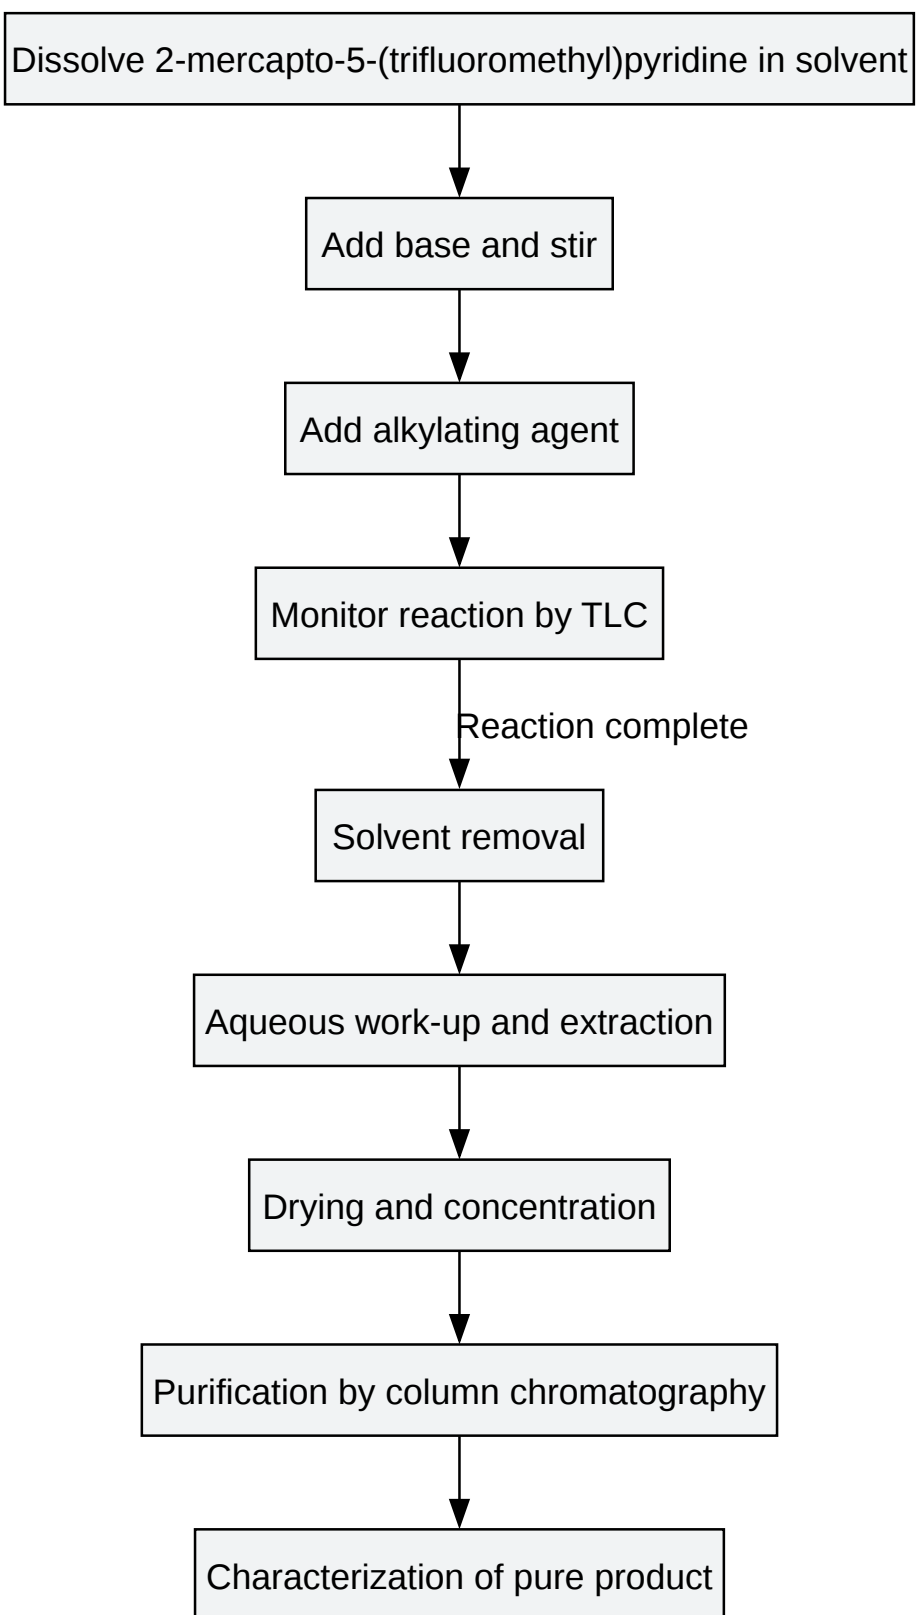 Dissolve 2-mercapto-5-(trifluoromethyl)pyridine in solvent
Add base and stir
Add alkylating agent
Monitor reaction by TLC
Reaction complete
Solvent removal
Aqueous work-up and extraction
Drying and concentration
Purification by column chromatography
Characterization of pure product